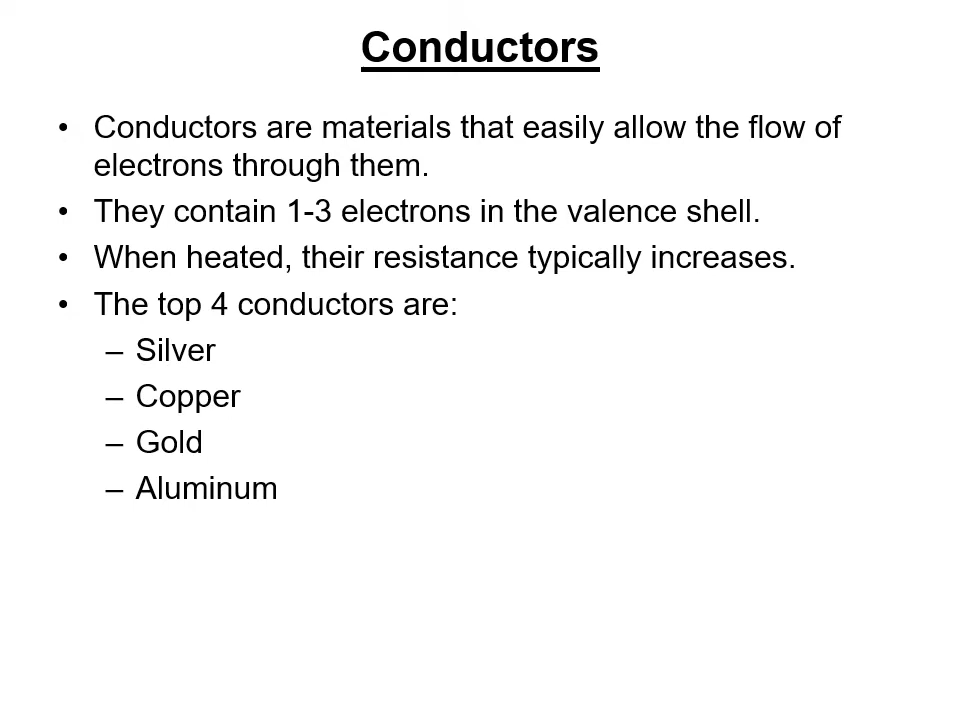 Conductors
• Conductors are materials that easily allow the flow of
electrons through them.
• They contain 1-3 electrons in the valence shell.
• When heated, their resistance typically increases.
• The top 4 conductors are:
– Silver
– Copper
– Gold
– Aluminum